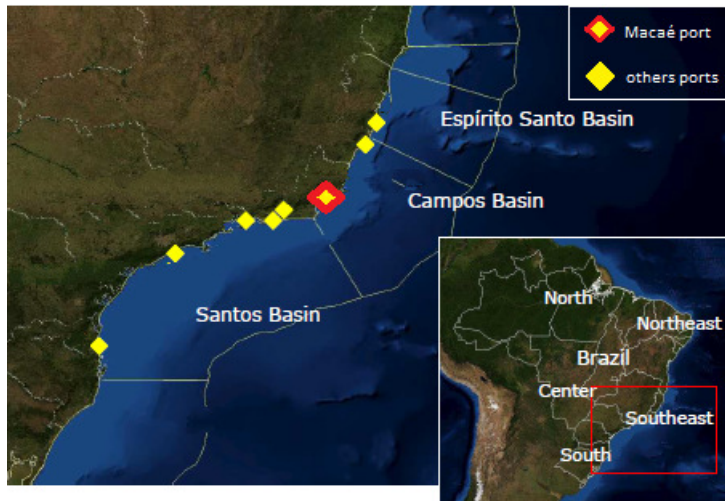 Macaé port
others ports
Espírito Santo Basin
Campos Basin
Santos Basin
North
Northeast
Brazil
Center
Southeast
South